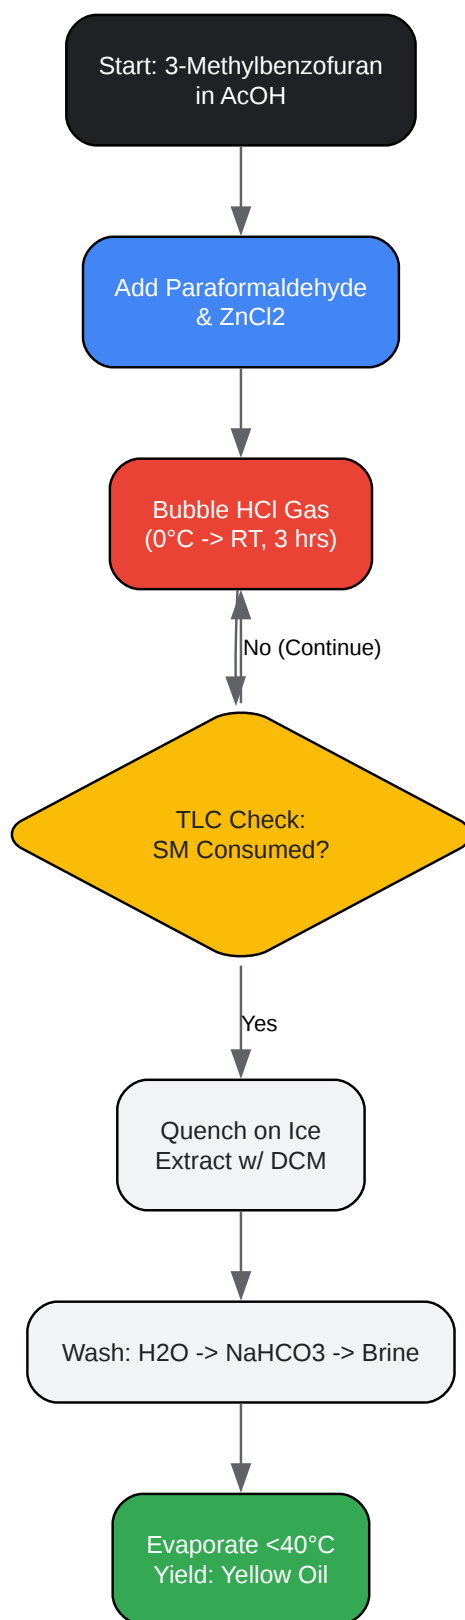 Start: 3-Methylbenzofuran
in AcOH
Add Paraformaldehyde
& ZnCl2
Bubble HCl Gas
(0°C -> RT, 3 hrs)
No (Continue)
TLC Check:
SM Consumed?
Yes
Quench on Ice
Extract w/ DCM
Wash: H2O -> NaHCO3 -> Brine
Evaporate <40°C
Yield: Yellow Oil